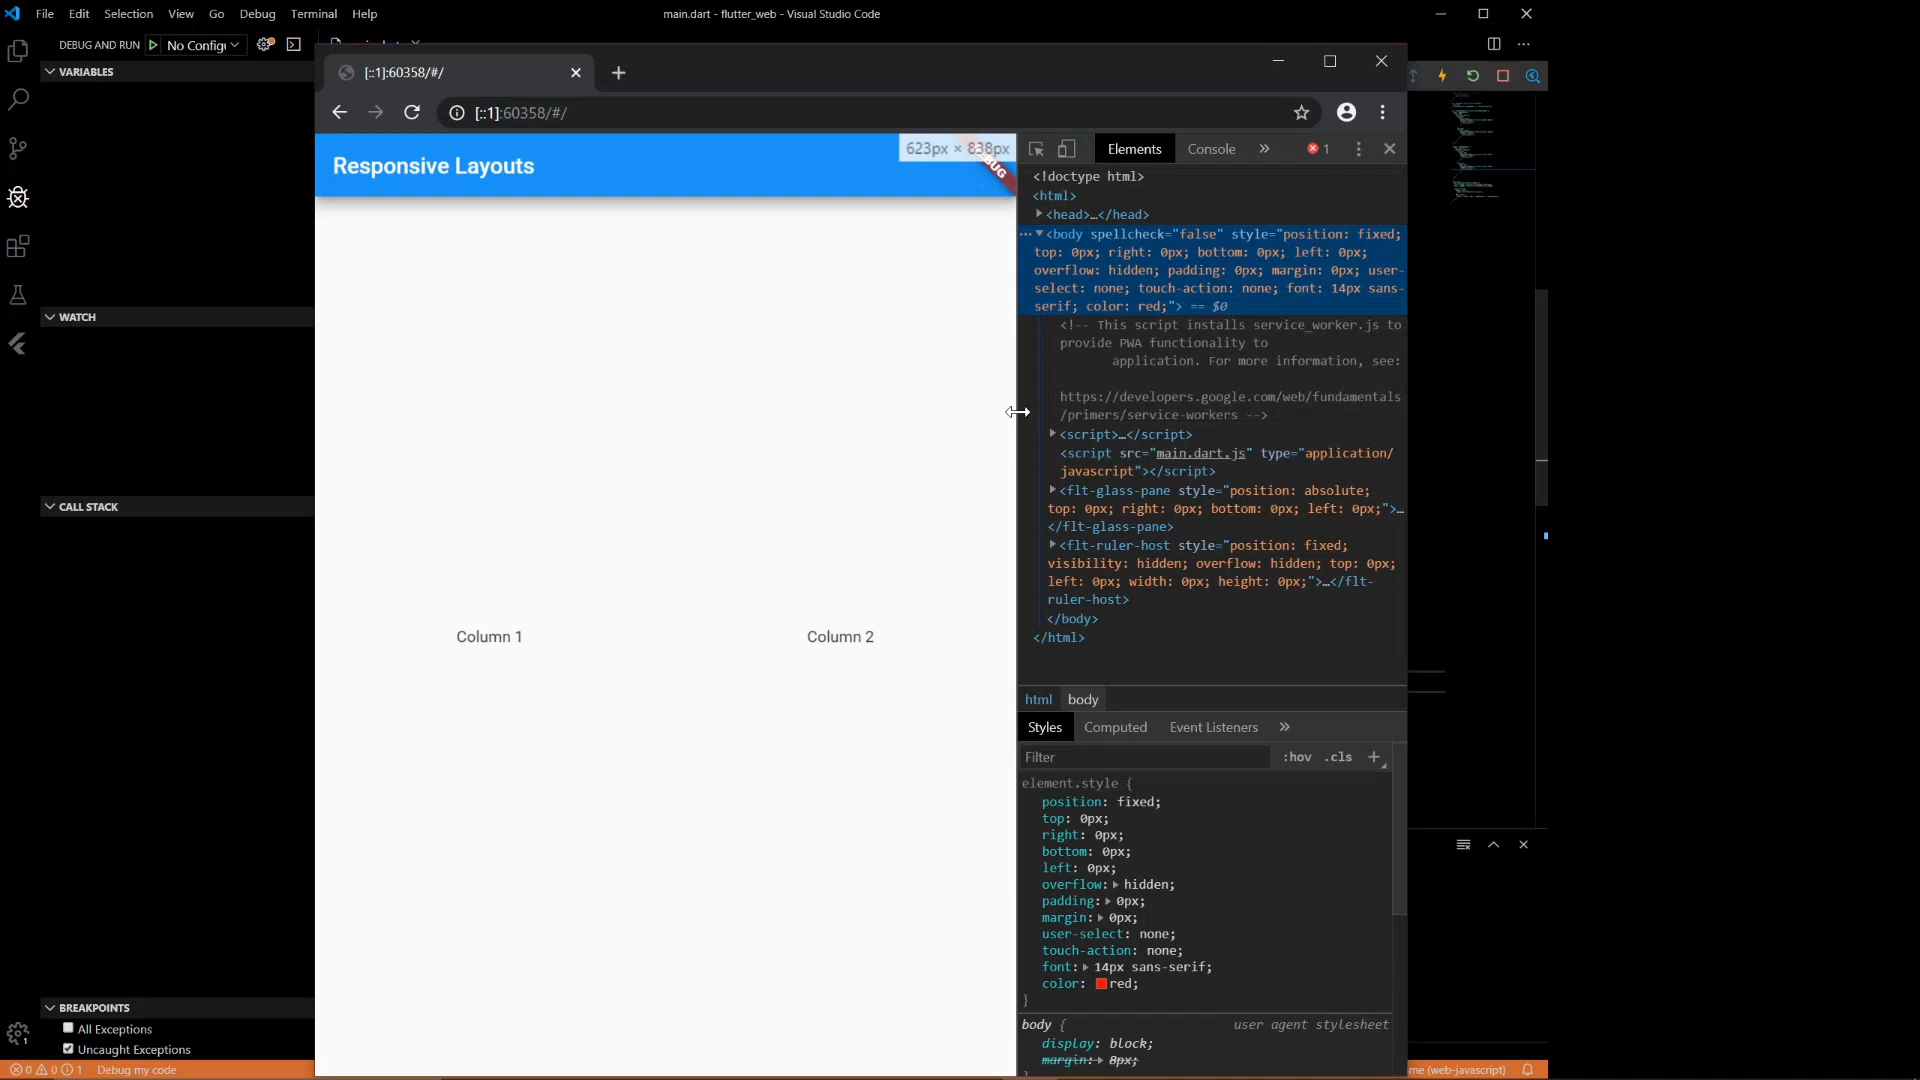 File Edit Selection View Go Debug Terminal Help
main.dart - flutter_web - Visual Studio Code
DEBUG AND RUN No Config
VARIABLES
WATCH
CALL STACK
BREAKPOINTS
All Exceptions
Uncaught Exceptions
1
0 0 1 Debug my code
[::1]:60358/#/
[::1]:60358/#/
Responsive Layouts
623px × 838px
Column 1
Column 2
Elements Console » 1
<!doctype html>
<html>
<head>…</head>
<body spellcheck="false" style="position: fixed;
top: 0px; right: 0px; bottom: 0px; left: 0px;
overflow: hidden; padding: 0px; margin: 0px; user-
select: none; touch-action: none; font: 14px sans-
serif; color: red;"> == $0
<!-- This script installs service_worker.js to
provide PWA functionality to
application. For more information, see:
https://developers.google.com/web/fundamentals
/primers/service-workers -->
<script>…</script>
<script src="main.dart.js" type="application/
javascript"></script>
<flt-glass-pane style="position: absolute;
top: 0px; right: 0px; bottom: 0px; left: 0px;">…
</flt-glass-pane>
<flt-ruler-host style="position: fixed;
visibility: hidden; overflow: hidden; top: 0px;
left: 0px; width: 0px; height: 0px;">…</flt-
ruler-host>
</body>
</html>
html body
Styles Computed Event Listeners »
Filter :hov .cls +
element.style {
position: fixed;
top: 0px;
right: 0px;
bottom: 0px;
left: 0px;
overflow: hidden;
padding: 0px;
margin: 0px;
user-select: none;
touch-action: none;
font: 14px sans-serif;
color: red;
}
body { user agent stylesheet
display: block;
margin: 8px;
me (web-javascript)